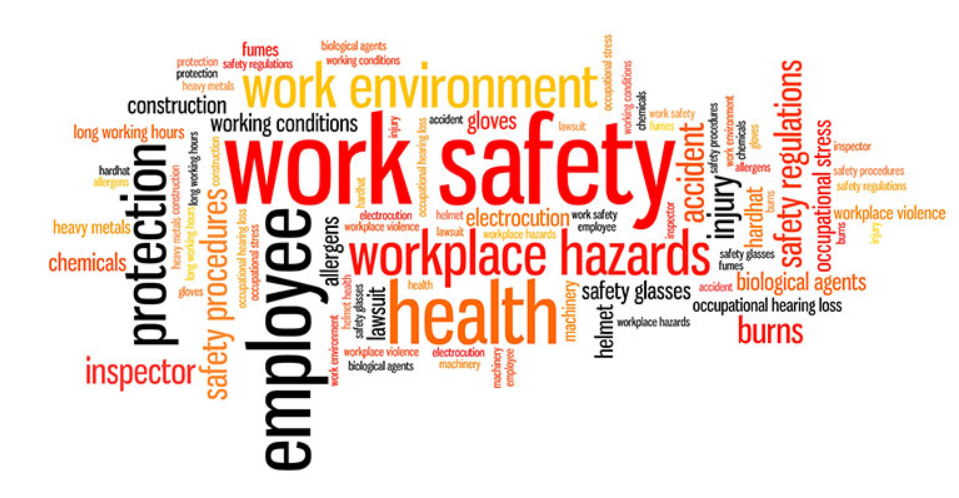 fumes
biological agents
protection
safety regulations
working conditions
protection
heavy metals
work environment
occupational stress
construction
working conditions
accident
gloves
lawsuit
injury
working conditions
chemicals
work safety
fumes
long working hours
work safety
hardhat
allergens
protection
heavy metals
construction
long working hours
long working hours
construction
safety procedures
occupational hearing loss
occupational stress
employee
allergens
hardhat
occupational hearing loss
electrocution
workplace violence
helmet
electrocution
work safety
employee
lawsuit
workplace hazards
inspector
accident
safety procedures
injury
work environment
chemicals
gloves
allergens
hardhat
burns
safety regulations
occupational stress
inspector
safety procedures
safety regulations
workplace violence
burns
injury
heavy metals
chemicals
gloves
workplace hazards
safety glasses
fumes
helmet
health
safety glasses
lawsuit
health
health
machinery
safety glasses
accident
biological agents
occupational hearing loss
helmet
workplace hazards
burns
inspector
work environment
workplace violence
biological agents
electrocution
machinery
machinery
employee